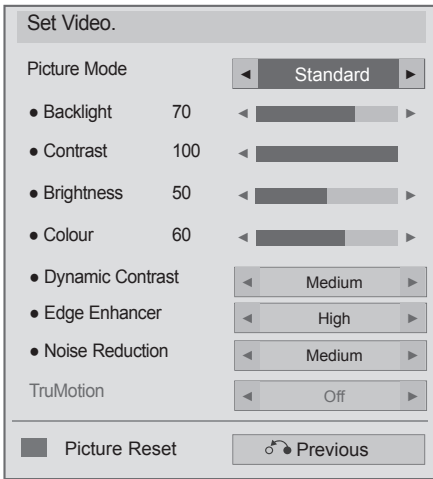 Set Video.
Picture Mode ◄ Standard ►
● Backlight 70 ◄ ►
● Contrast 100 ◄
● Brightness 50 ◄ ►
● Colour 60 ◄ ►
● Dynamic Contrast ◄ Medium ►
● Edge Enhancer ◄ High ►
● Noise Reduction ◄ Medium ►
TruMotion ◄ Off ►
Picture Reset Previous